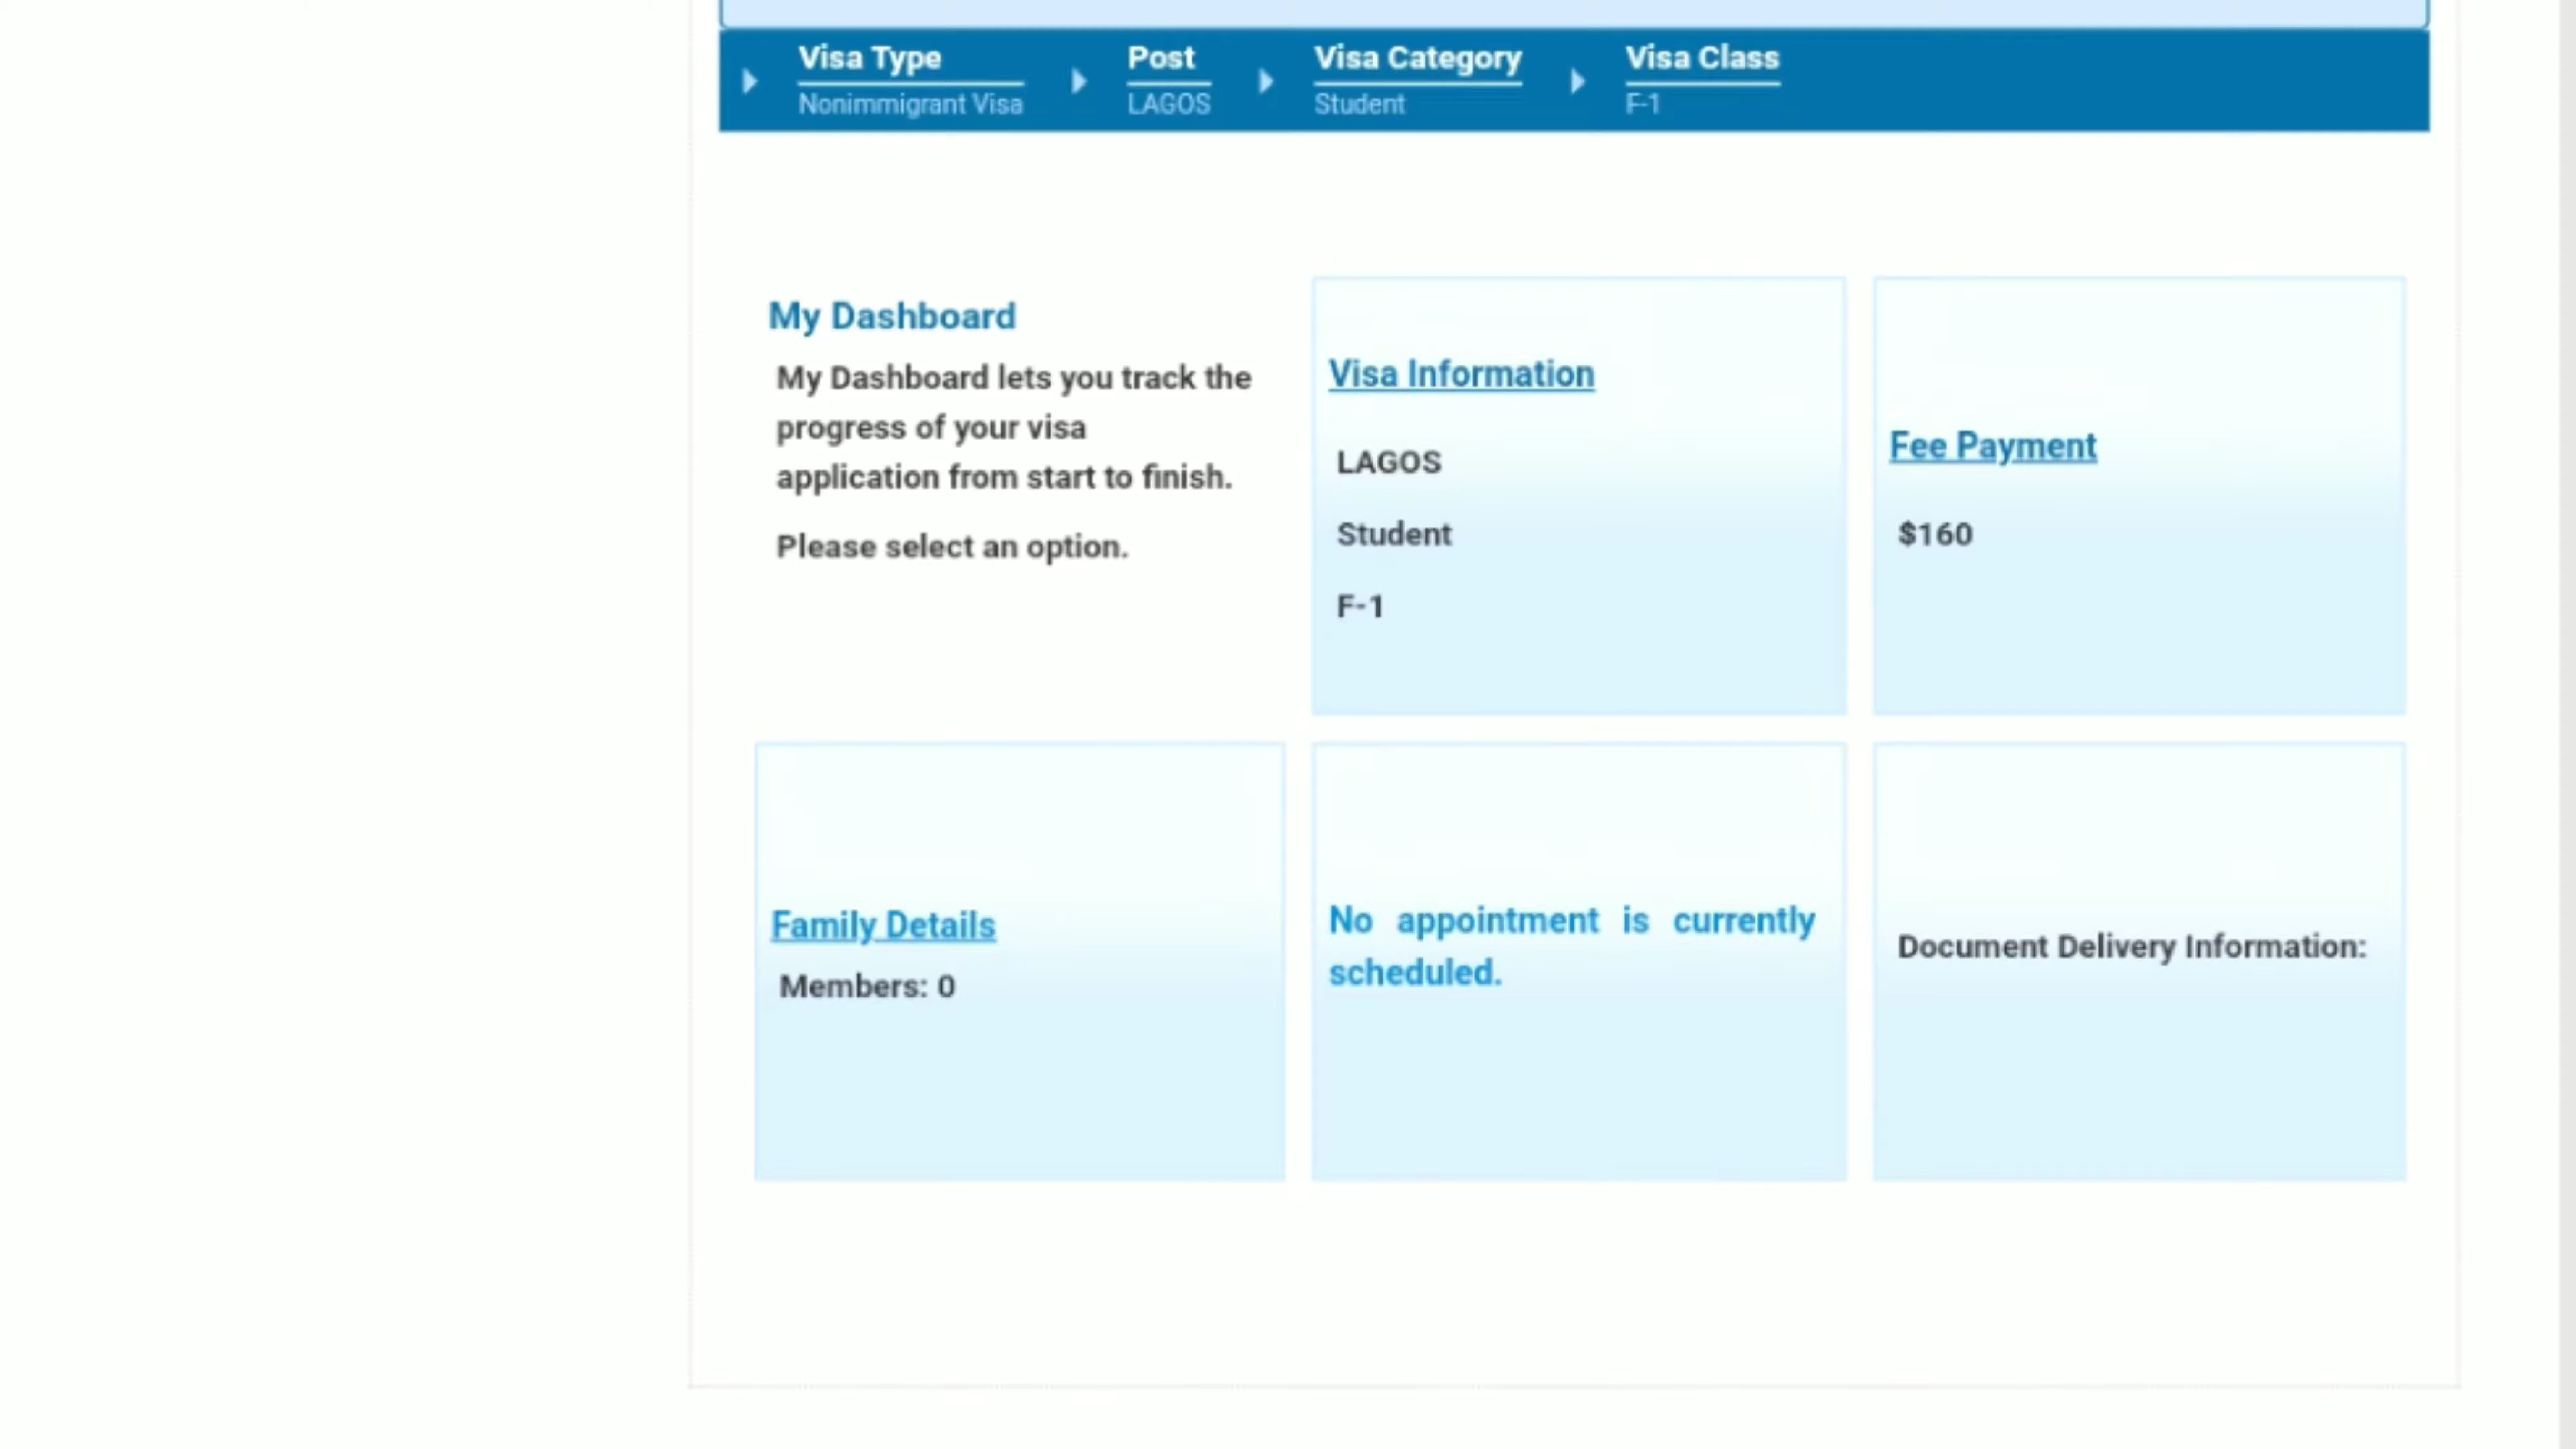 Visa Type
Nonimmigrant Visa
Post
LAGOS
Visa Category
Student
Visa Class
F-1
My Dashboard
My Dashboard lets you track the
progress of your visa
application from start to finish.
Please select an option.
Visa Information
LAGOS
Student
F-1
Fee Payment
$160
Family Details
Members: 0
No appointment is currently
scheduled.
Document Delivery Information: